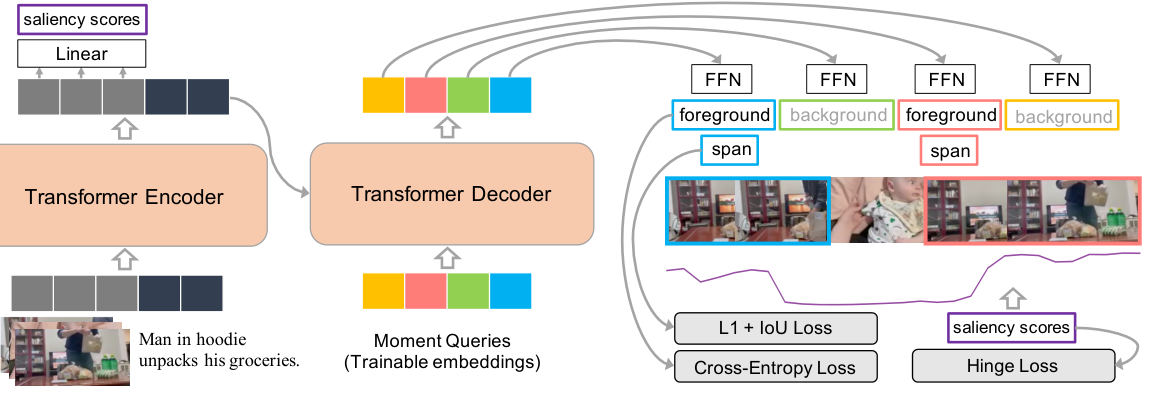 saliency scores
Linear
Transformer Encoder
Man in hoodie
unpacks his groceries.
Transformer Decoder
Moment Queries
(Trainable embeddings)
FFN FFN FFN FFN
foreground background foreground background
span span
L1 + IoU Loss
Cross-Entropy Loss
saliency scores
Hinge Loss